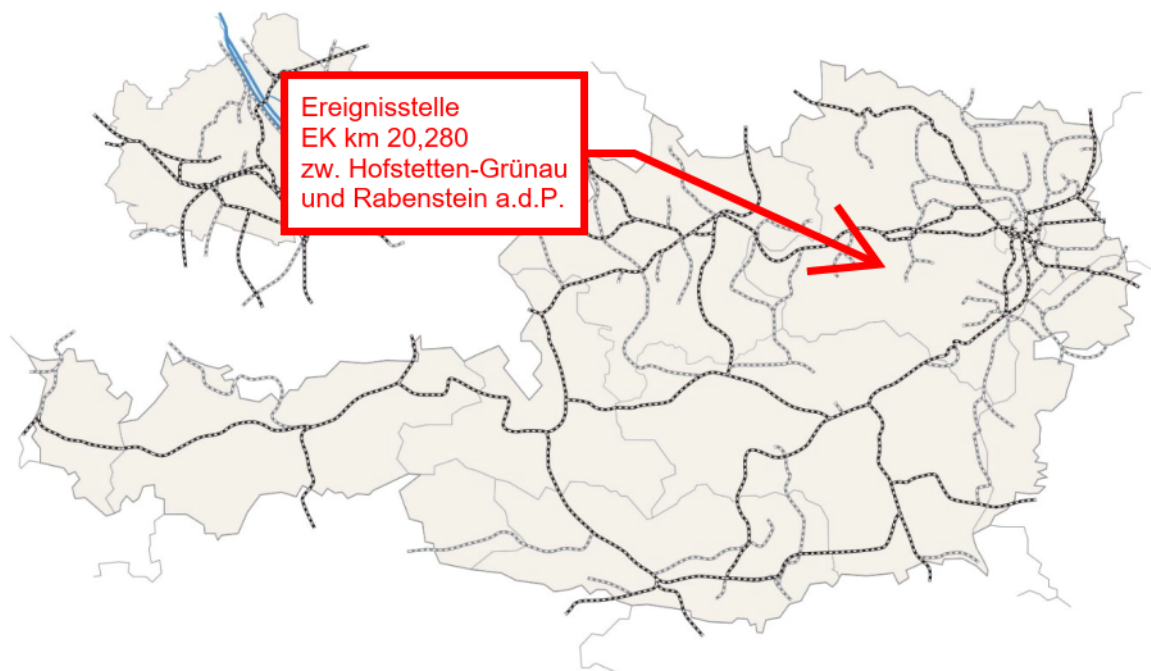 Ereignisstelle
EK km 20,280
zw. Hofstetten-Grünau
und Rabenstein a.d.P.